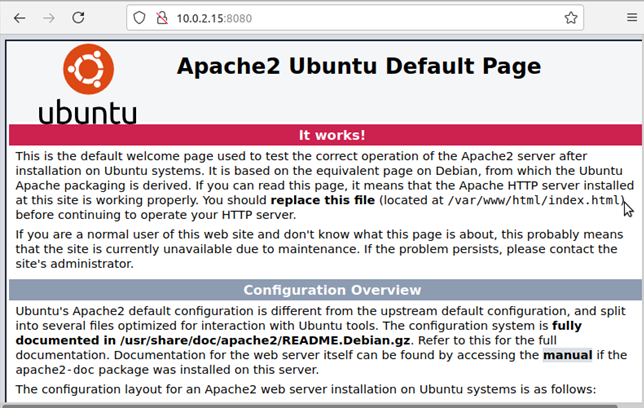 10.0.2.15:8080
Apache2 Ubuntu Default Page
ubuntu
It works!
This is the default welcome page used to test the correct operation of the Apache2 server after
installation on Ubuntu systems. It is based on the equivalent page on Debian, from which the Ubuntu
Apache packaging is derived. If you can read this page, it means that the Apache HTTP server installed
at this site is working properly. You should replace this file (located at /var/www/html/index.html)
before continuing to operate your HTTP server.
If you are a normal user of this web site and don't know what this page is about, this probably means
that the site is currently unavailable due to maintenance. If the problem persists, please contact the
site's administrator.
Configuration Overview
Ubuntu's Apache2 default configuration is different from the upstream default configuration, and split
into several files optimized for interaction with Ubuntu tools. The configuration system is fully
documented in /usr/share/doc/apache2/README.Debian.gz. Refer to this for the full
documentation. Documentation for the web server itself can be found by accessing the manual if the
apache2-doc package was installed on this server.
The configuration layout for an Apache2 web server installation on Ubuntu systems is as follows: